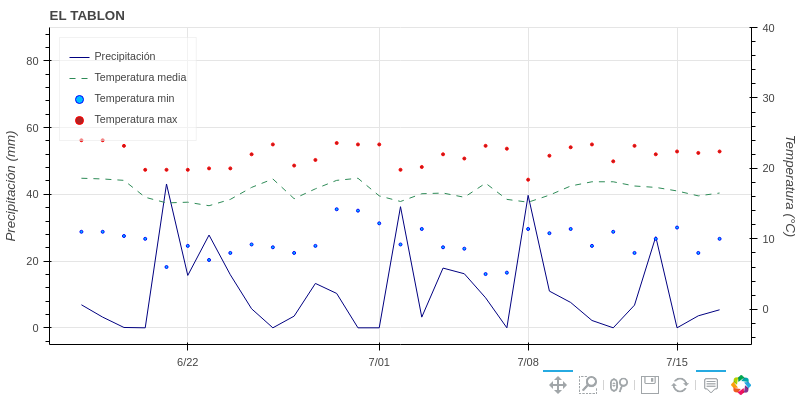 EL TABLON
Precipitación
Temperatura media
Temperatura min
Temperatura max
Precipitación (mm)
80
60
40
20
0
Temperatura (°C)
40
30
20
10
0
6/22
7/01
7/08
7/15